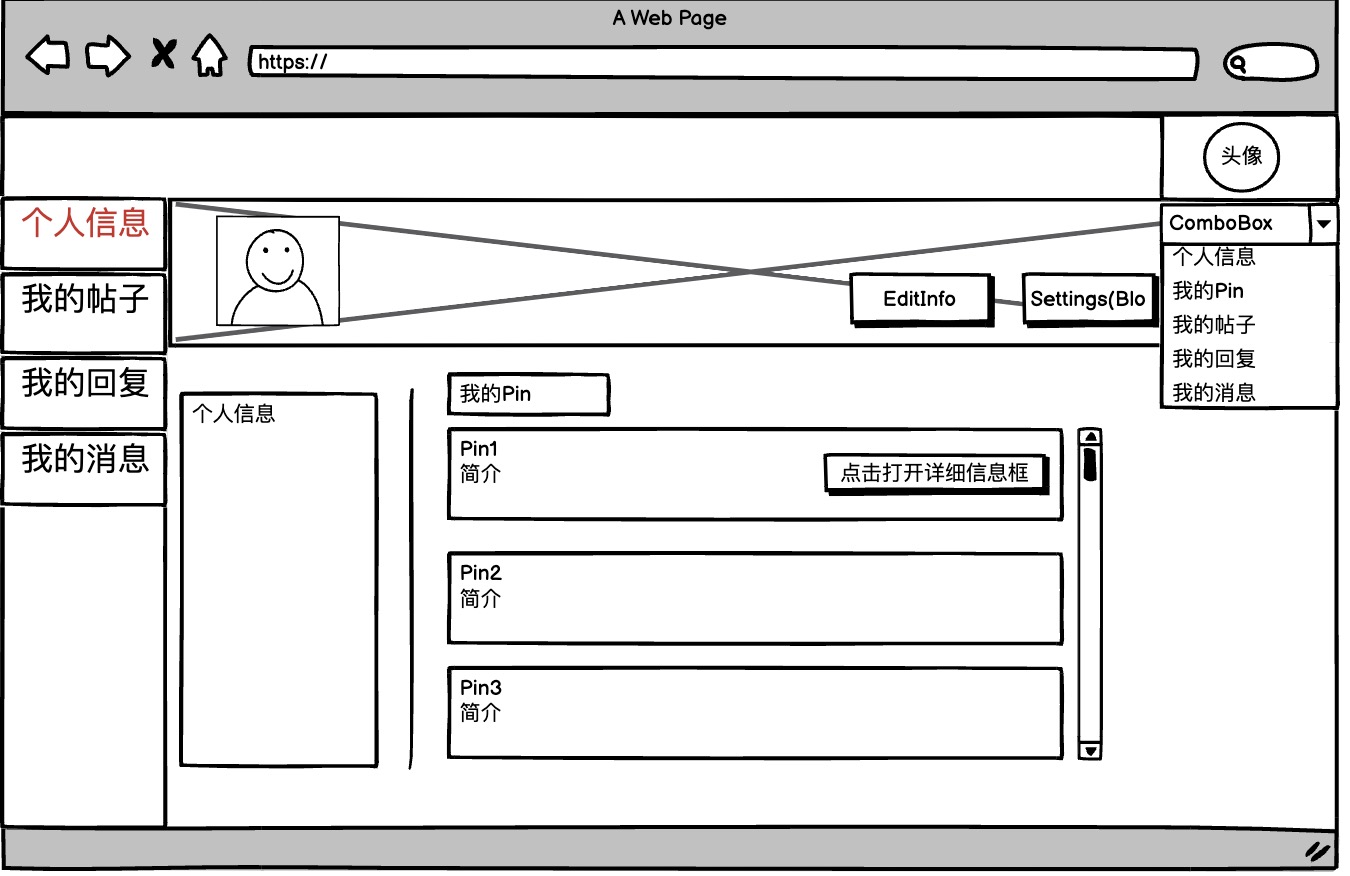 A Web Page
https://
头像
个人信息
我的帖子
我的回复
我的消息
EditInfo
Settings(Blo
ComboBox
个人信息
我的Pin
我的帖子
我的回复
我的消息
个人信息
我的Pin
Pin1
简介
点击打开详细信息框
Pin2
简介
Pin3
简介